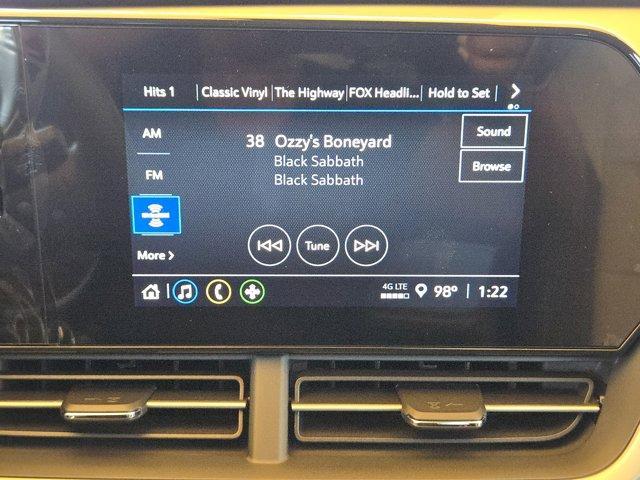 Hits 1 Classic Vinyl The Highway FOX Headli... Hold to Set >
AM
38 Ozzy's Boneyard
Sound
Black Sabbath
Browse
FM
Black Sabbath
Tune
More >
4G LTE
98° 1:22